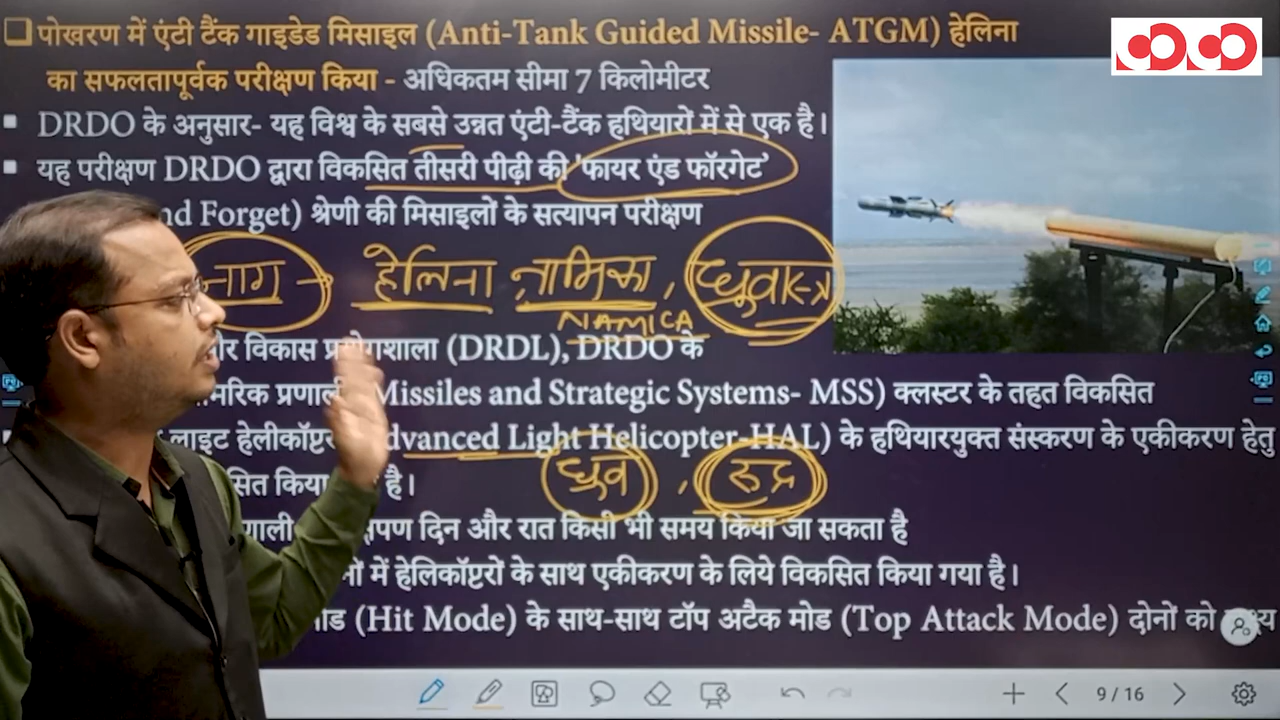 ❑ पोखरण में एंटी टैंक गाइडेड मिसाइल (Anti-Tank Guided Missile- ATGM) हेलिना
का सफलतापूर्वक परीक्षण किया - अधिकतम सीमा 7 किलोमीटर
▪ DRDO के अनुसार- यह विश्व के सबसे उन्नत एंटी-टैंक हथियारों में से एक है।
▪ यह परीक्षण DRDO द्वारा विकसित तीसरी पीढ़ी की 'फायर एंड फॉरगेट'
nd Forget) श्रेणी की मिसाइलों के सत्यापन परीक्षण
नाग हेलिना, नामिका, ध्रुवास्त्र
NAMICA
और विकास (DRDL), DRDO के
प्रणाली Missiles and Strategic Systems- MSS) क्लस्टर के तहत विकसित
लाइट हेलीकॉप्टर dvanced Light Helicopter-HAL) के हथियारयुक्त संस्करण के एकीकरण हेतु
किया है।
ध्रुव, रुद्र
दिन और रात किसी भी समय किया जा सकता है
में हेलिकॉप्टरों के साथ एकीकरण के लिये विकसित किया गया है।
(Hit Mode) के साथ-साथ टॉप अटैक मोड (Top Attack Mode) दोनों को
9 / 16